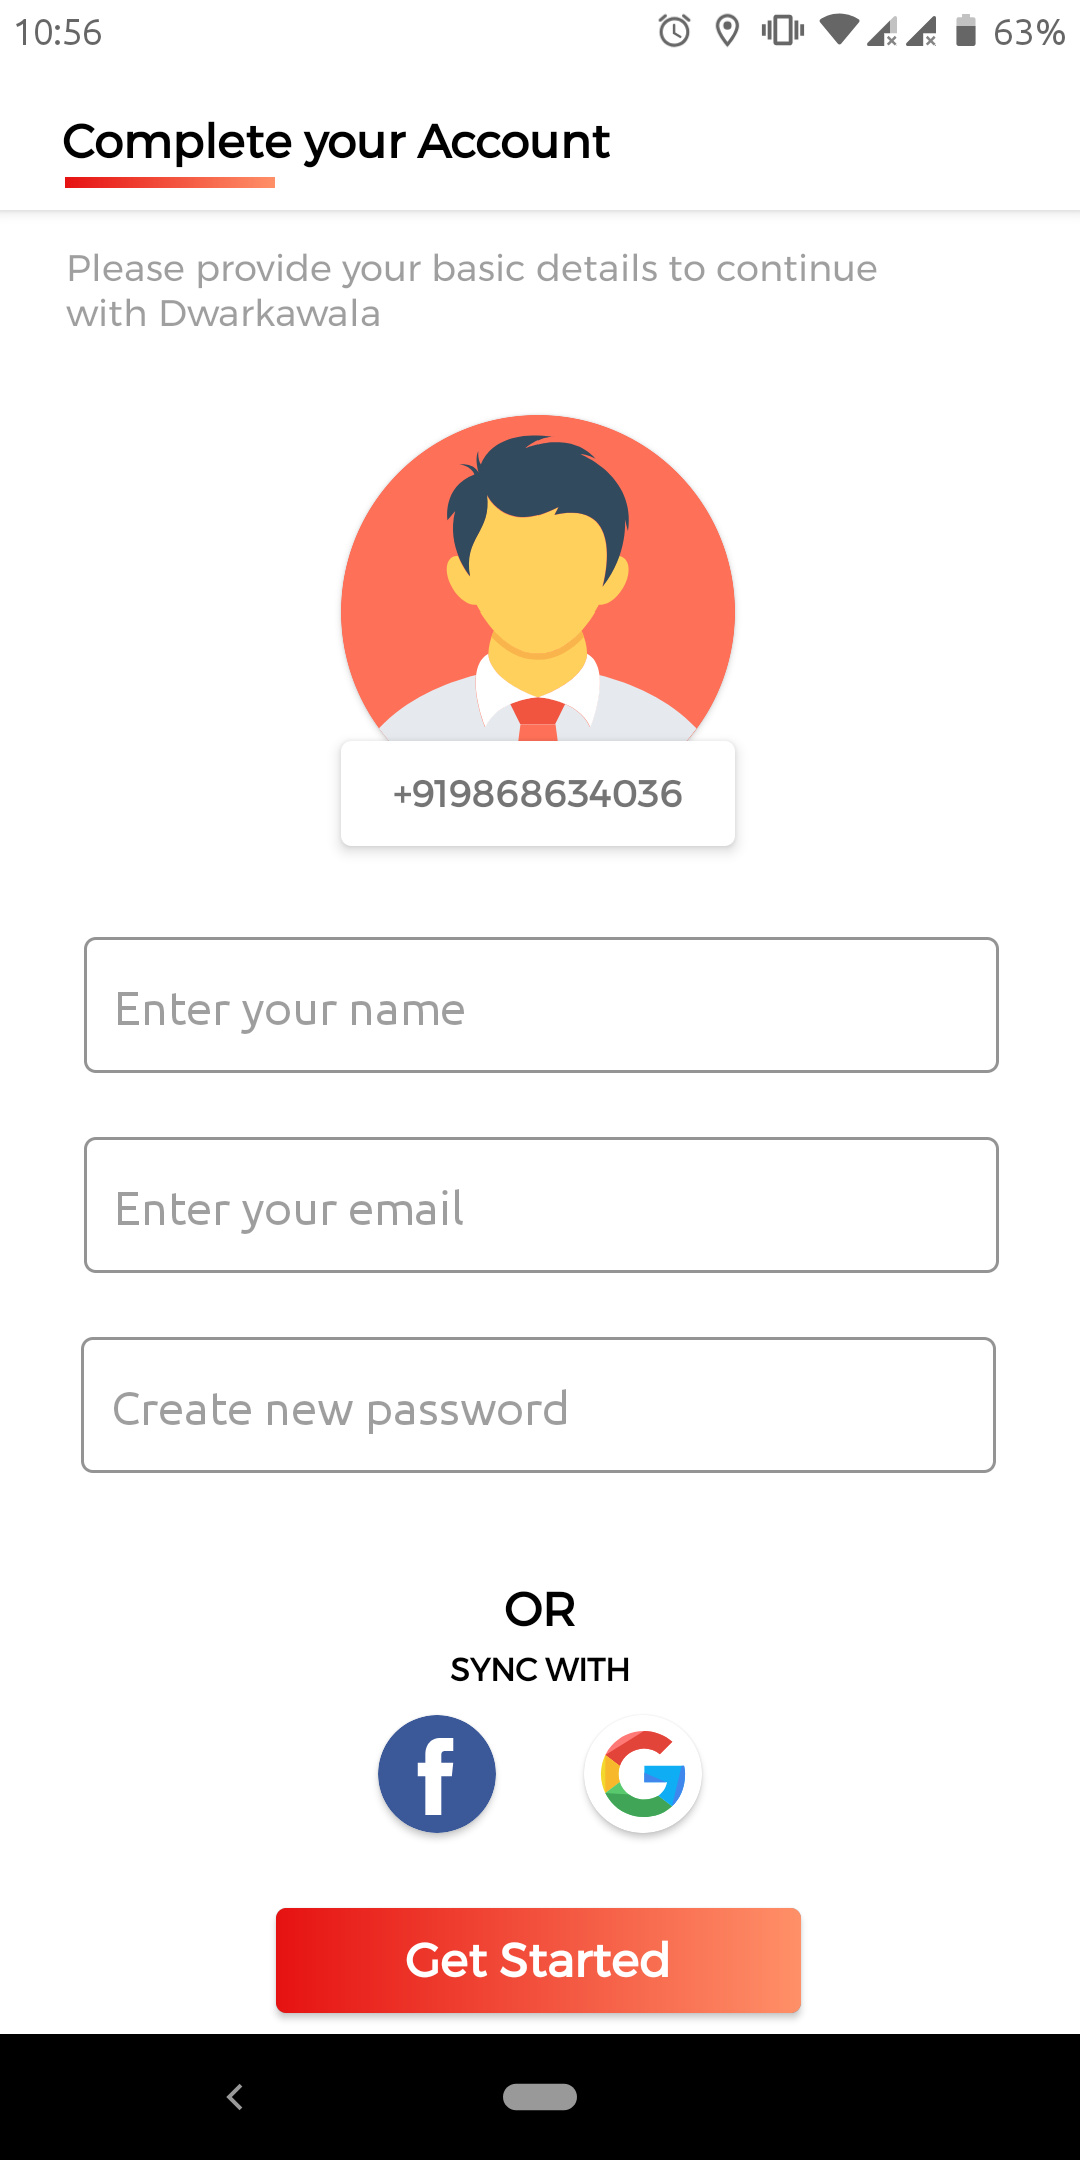 10:56
63%
Complete your Account
Please provide your basic details to continue
with Dwarkawala
+919868634036
Enter your name
Enter your email
Create new password
OR
SYNC WITH
Get Started